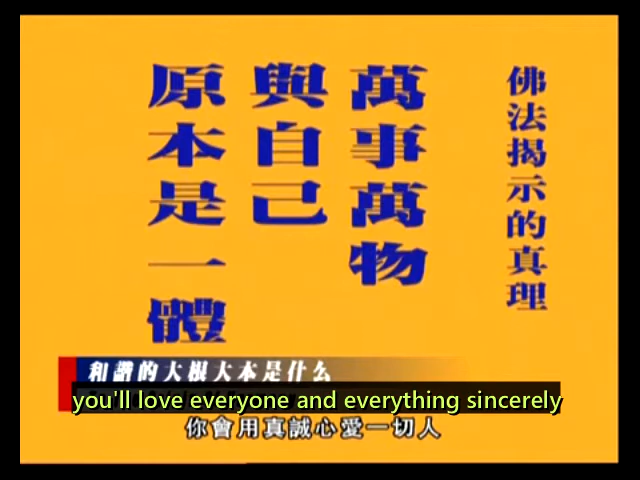 佛法揭示的真理
萬事萬物
與自己
原本是一體
和諧的大根大本是什么
you'll love everyone and everything sincerely
你會用真誠心愛一切人